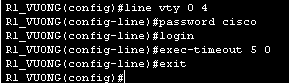 R1_VUONG(config)#line vty 0 4
R1_VUONG(config-line)#password cisco
R1_VUONG(config-line)#login
R1_VUONG(config-line)#exec-timeout 5 0
R1_VUONG(config-line)#exit
R1_VUONG(config)#